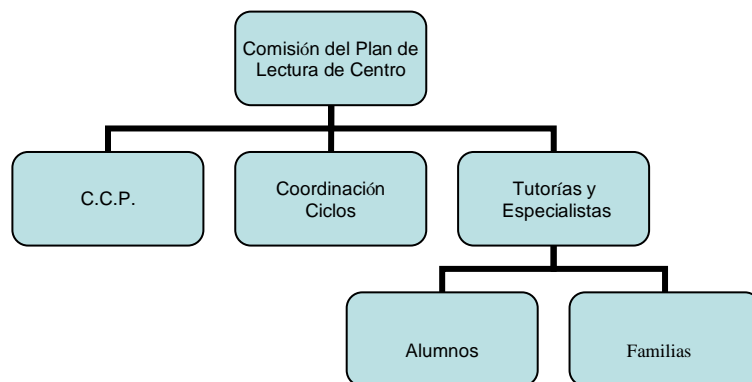 Comisión del Plan de
Lectura de Centro
C.C.P.
Coordinación
Ciclos
Tutorías y
Especialistas
Alumnos
Familias